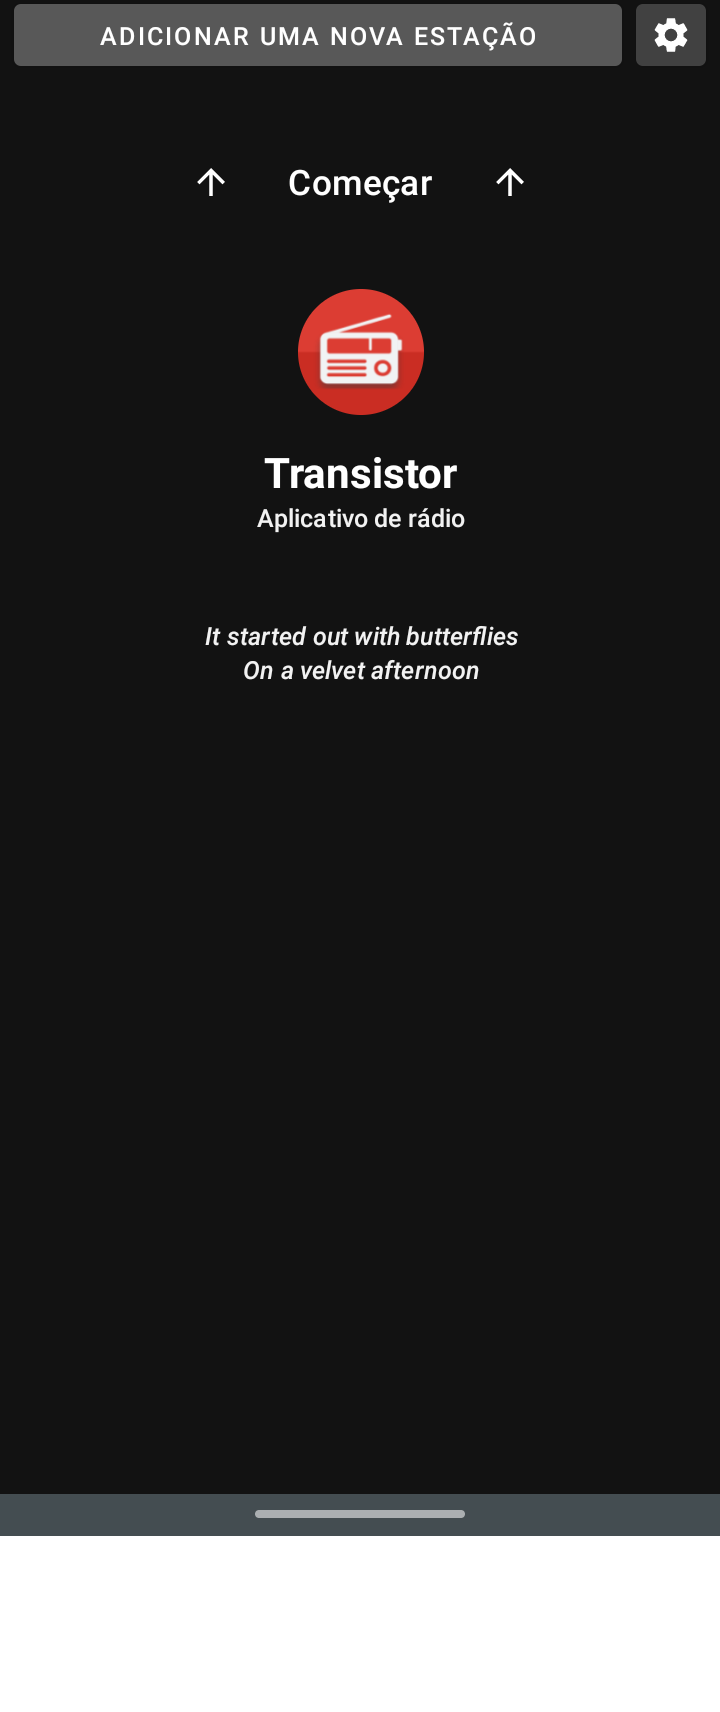 ADICIONAR UMA NOVA ESTAÇÃO
Começar
Transistor
Aplicativo de rádio
It started out with butterflies
On a velvet afternoon